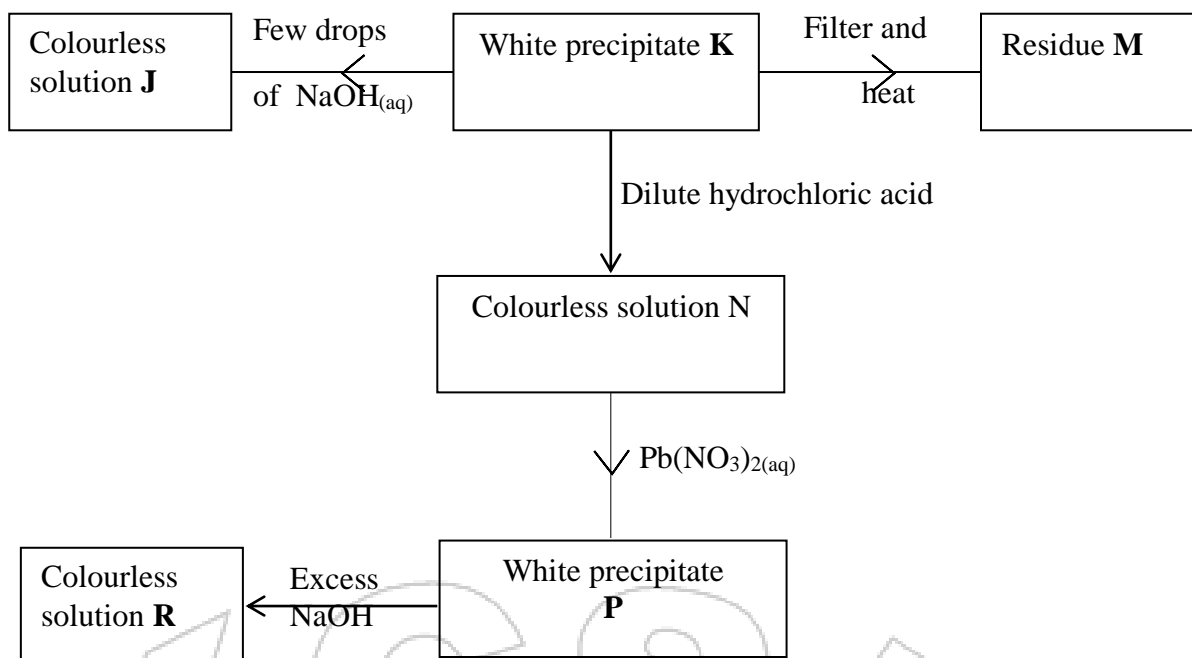 Colourless
solution J
Few drops
of NaOH(aq)
White precipitate K
Filter and
heat
Residue M
Dilute hydrochloric acid
Colourless solution N
Pb(NO3)2(aq)
White precipitate
P
Excess
NaOH
Colourless
solution R